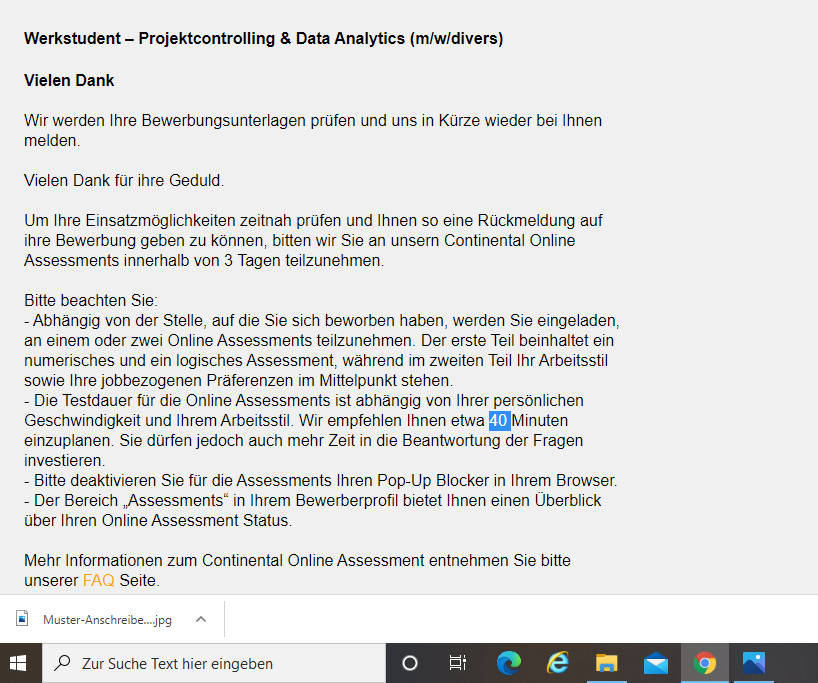 Werkstudent – Projektcontrolling & Data Analytics (m/w/divers)
Vielen Dank
Wir werden Ihre Bewerbungsunterlagen prüfen und uns in Kürze wieder bei Ihnen
melden.
Vielen Dank für ihre Geduld.
Um Ihre Einsatzmöglichkeiten zeitnah prüfen und Ihnen so eine Rückmeldung auf
ihre Bewerbung geben zu können, bitten wir Sie an unsern Continental Online
Assessments innerhalb von 3 Tagen teilzunehmen.
Bitte beachten Sie:
- Abhängig von der Stelle, auf die Sie sich beworben haben, werden Sie eingeladen,
an einem oder zwei Online Assessments teilzunehmen. Der erste Teil beinhaltet ein
numerisches und ein logisches Assessment, während im zweiten Teil Ihr Arbeitsstil
sowie Ihre jobbezogenen Präferenzen im Mittelpunkt stehen.
- Die Testdauer für die Online Assessments ist abhängig von Ihrer persönlichen
Geschwindigkeit und Ihrem Arbeitsstil. Wir empfehlen Ihnen etwa 40 Minuten
einzuplanen. Sie dürfen jedoch auch mehr Zeit in die Beantwortung der Fragen
investieren.
- Bitte deaktivieren Sie für die Assessments Ihren Pop-Up Blocker in Ihrem Browser.
- Der Bereich „Assessments“ in Ihrem Bewerberprofil bietet Ihnen einen Überblick
über Ihren Online Assessment Status.
Mehr Informationen zum Continental Online Assessment entnehmen Sie bitte
unserer FAQ Seite.
Muster-Anschreibe....jpg
Zur Suche Text hier eingeben